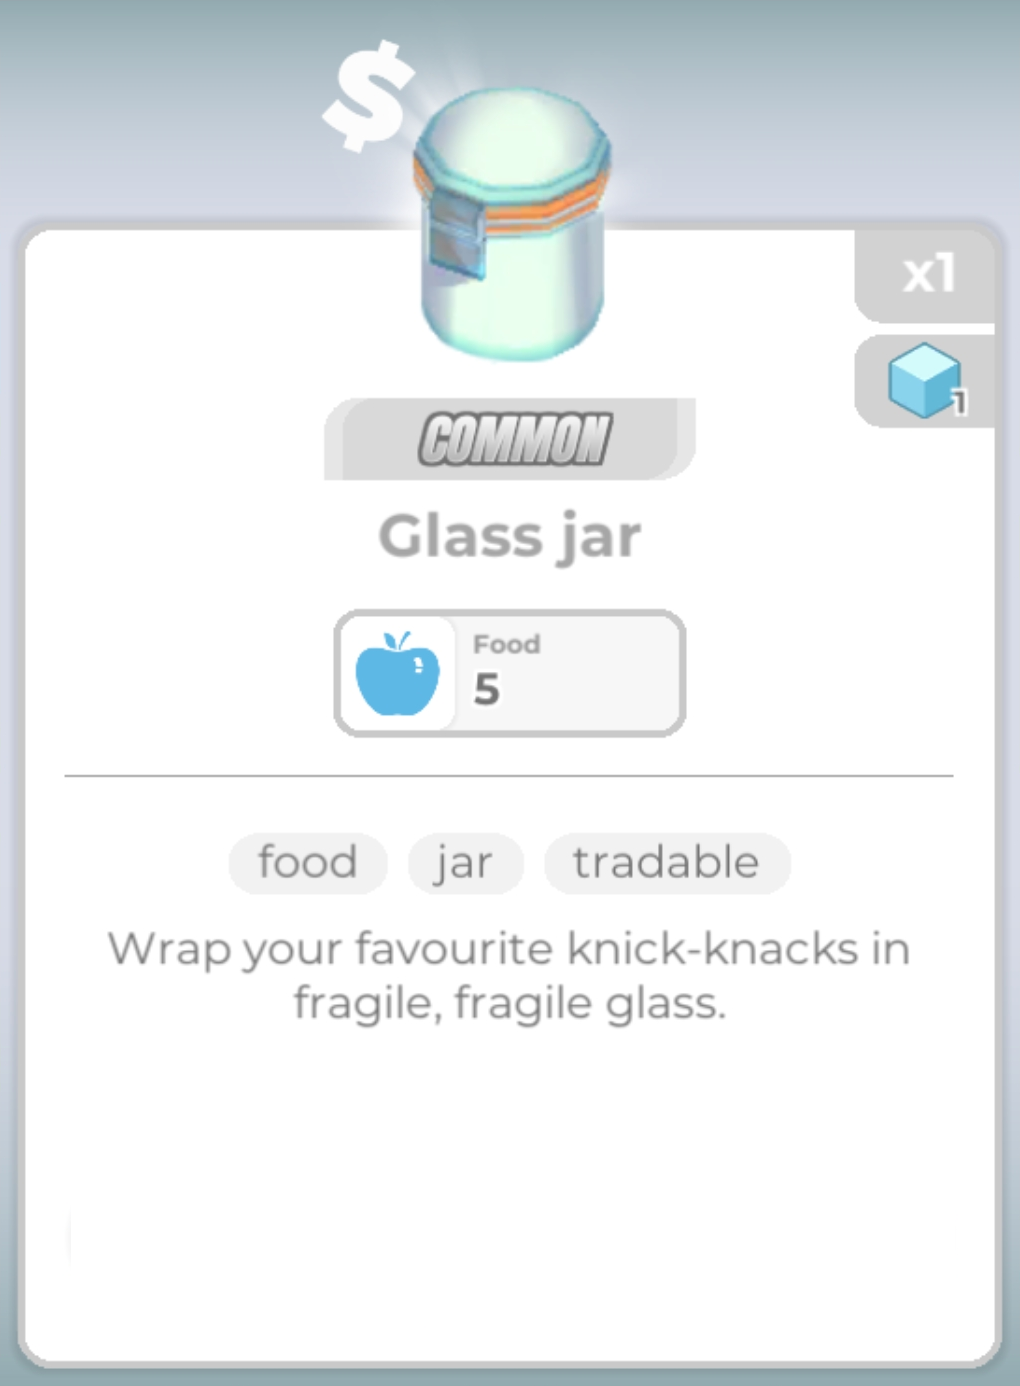 $
x1
1
COMMON
Glass jar
Food
5
food jar tradable
Wrap your favourite knick-knacks in
fragile, fragile glass.